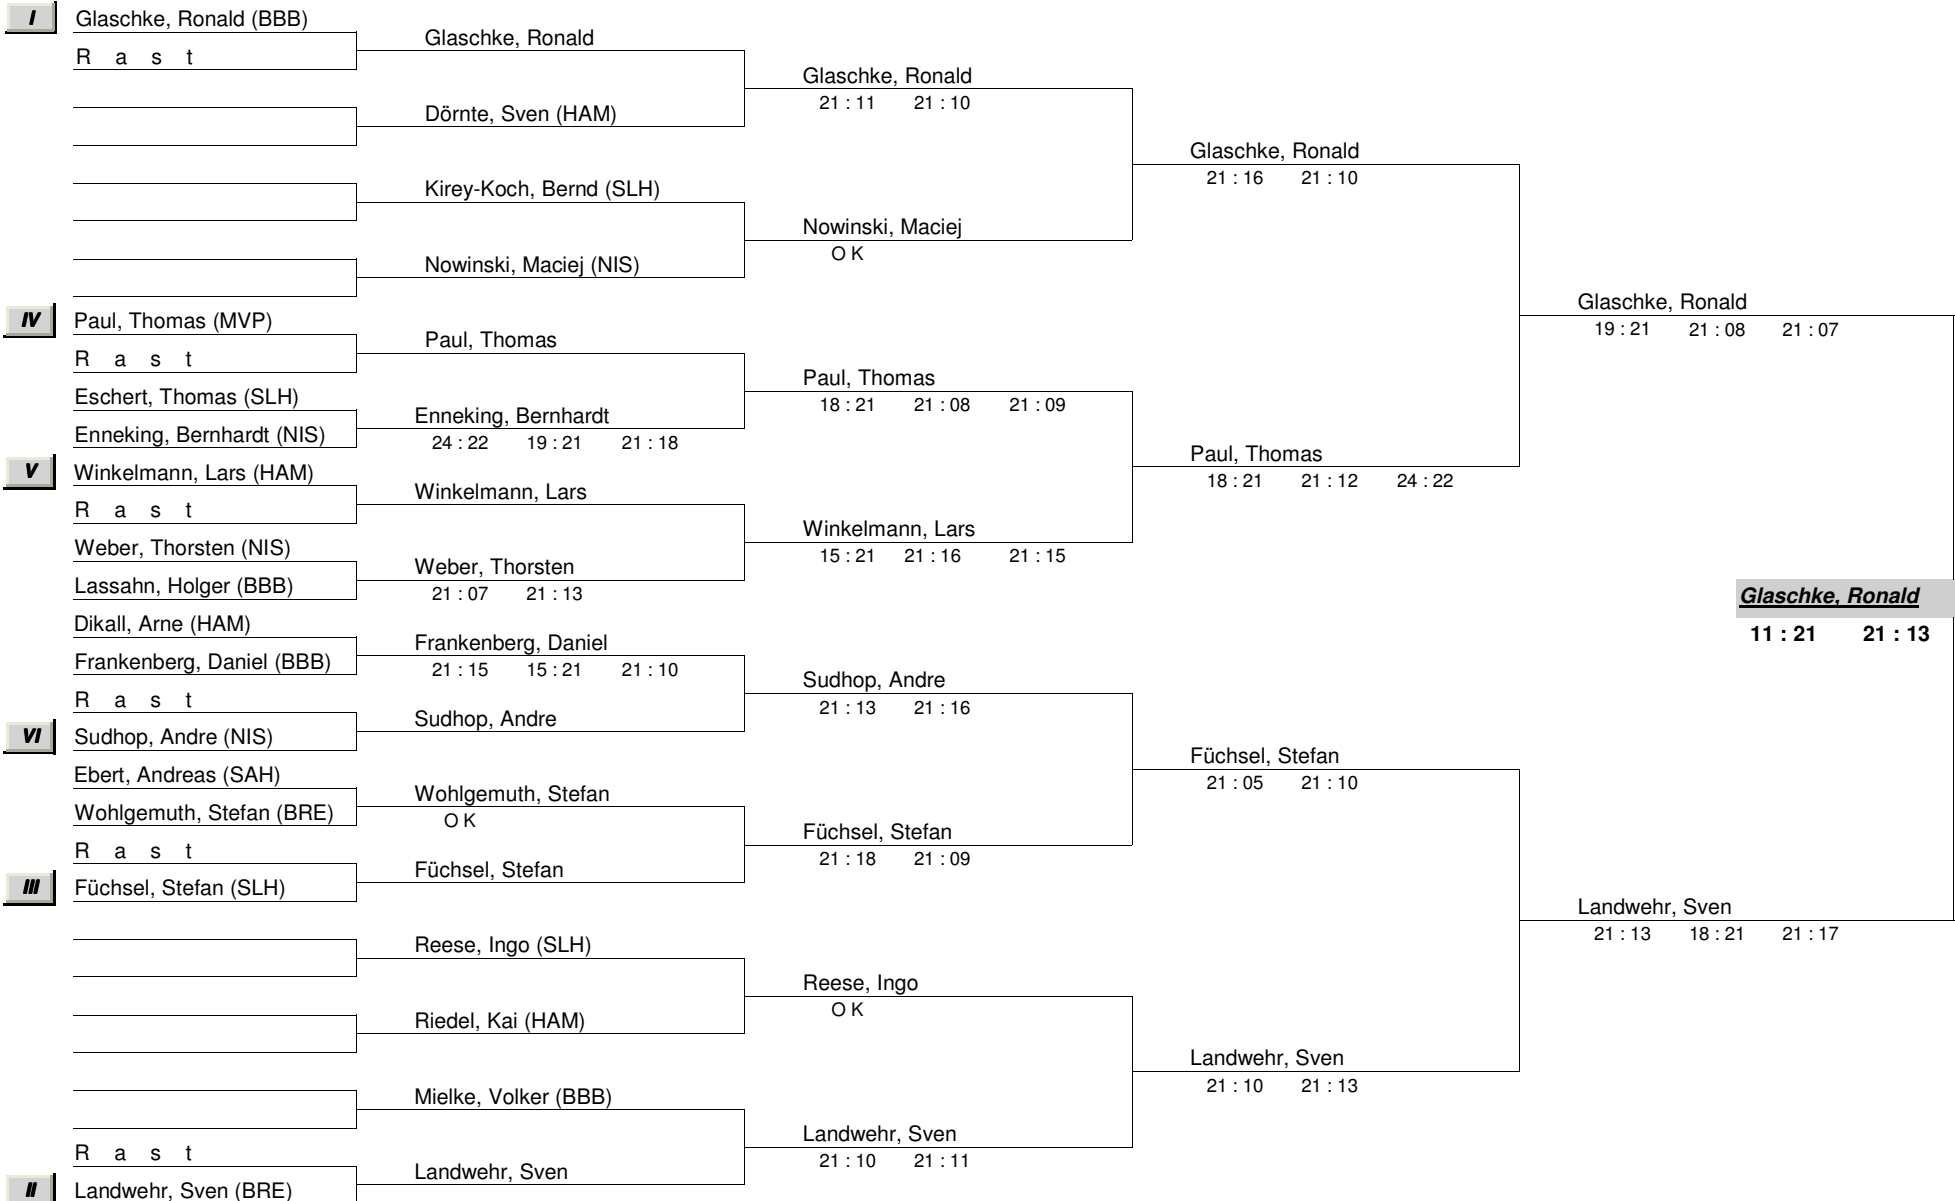 I
Glaschke, Ronald (BBB)
R a s t
IV
Paul, Thomas (MVP)
R a s t
Eschert, Thomas (SLH)
Enneking, Bernhardt (NIS)
V
Winkelmann, Lars (HAM)
R a s t
Weber, Thorsten (NIS)
Lassahn, Holger (BBB)
Dikall, Arne (HAM)
Frankenberg, Daniel (BBB)
R a s t
VI
Sudhop, Andre (NIS)
Ebert, Andreas (SAH)
Wohlgemuth, Stefan (BRE)
R a s t
III
Füchsel, Stefan (SLH)
R a s t
II
Landwehr, Sven (BRE)
Glaschke, Ronald
Dörnte, Sven (HAM)
Kirey-Koch, Bernd (SLH)
Nowinski, Maciej (NIS)
Paul, Thomas
Enneking, Bernhardt
24 : 22 19 : 21 21 : 18
Winkelmann, Lars
Weber, Thorsten
21 : 07 21 : 13
Frankenberg, Daniel
21 : 15 15 : 21 21 : 10
Sudhop, Andre
Wohlgemuth, Stefan
O K
Füchsel, Stefan
Reese, Ingo (SLH)
Riedel, Kai (HAM)
Mielke, Volker (BBB)
Landwehr, Sven
Glaschke, Ronald
21 : 11 21 : 10
Nowinski, Maciej
O K
Paul, Thomas
18 : 21 21 : 08 21 : 09
Winkelmann, Lars
15 : 21 21 : 16 21 : 15
Sudhop, Andre
21 : 13 21 : 16
Füchsel, Stefan
21 : 18 21 : 09
Reese, Ingo
O K
Landwehr, Sven
21 : 10 21 : 11
Glaschke, Ronald
21 : 16 21 : 10
Paul, Thomas
18 : 21 21 : 12 24 : 22
Füchsel, Stefan
21 : 05 21 : 10
Landwehr, Sven
21 : 10 21 : 13
Glaschke, Ronald
19 : 21 21 : 08 21 : 07
Landwehr, Sven
21 : 13 18 : 21 21 : 17
Glaschke, Ronald
11 : 21 21 : 13